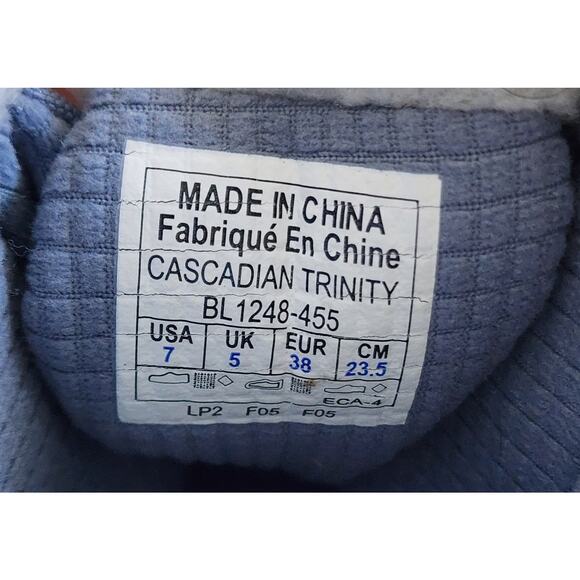 MADE IN CHINA
Fabriqué En Chine
CASCADIAN TRINITY
BL1248-455
USA UK EUR CM
7 5 38 23.5
ECA-4
LP2 F05 F05